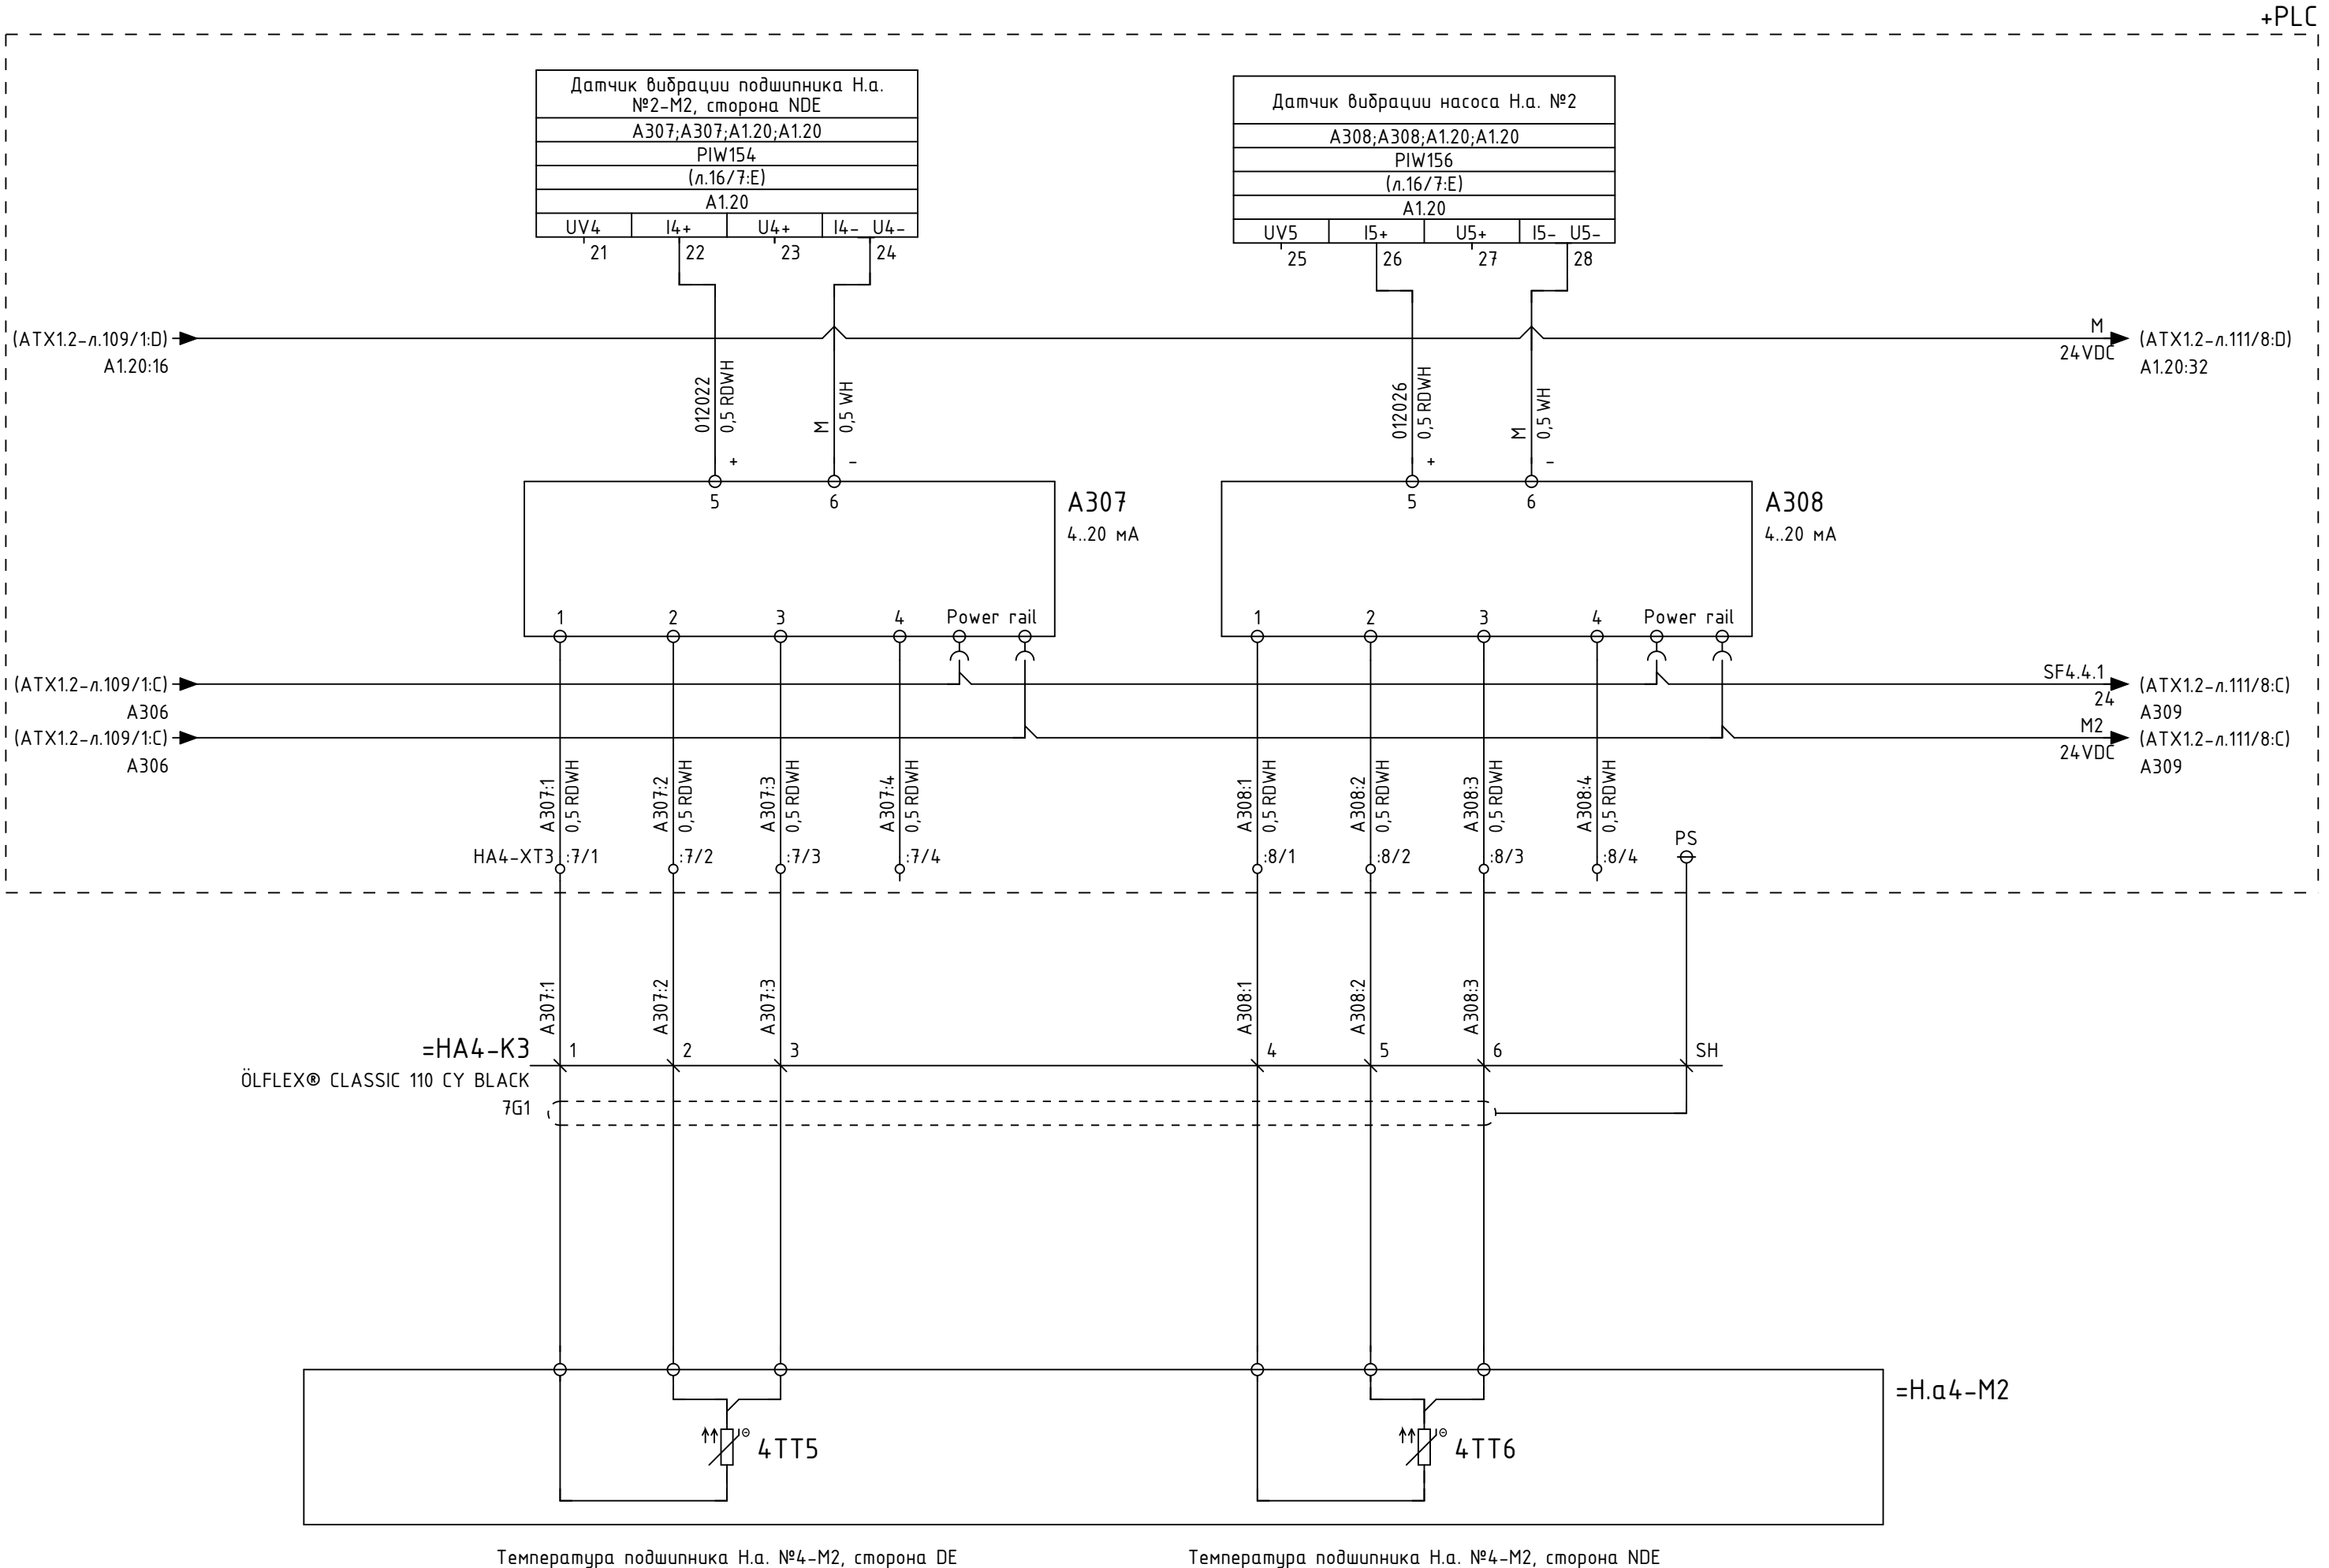 +PLC
Датчик вибрации подшипника Н.а.
№2-М2, сторона NDE
A307;A307;A1.20;A1.20
PIW154
(л.16/7:E)
A1.20
UV4 I4+ U4+ I4- U4-
21 22 23 24
Датчик вибрации насоса Н.а. №2
A308;A308;A1.20;A1.20
PIW156
(л.16/7:E)
A1.20
UV5 I5+ U5+ I5- U5-
25 26 27 28
(ATX1.2-л.109/1:D)
A1.20:16
M
24VDC
(ATX1.2-л.111/8:D)
A1.20:32
012022
0,5 RDWH
M
0,5 WH
012026
0,5 RDWH
M
0,5 WH
+ -
5 6
A307
4..20 мА
1 2 3 4 Power rail
+ -
5 6
A308
4..20 мА
1 2 3 4 Power rail
(ATX1.2-л.109/1:C)
A306
(ATX1.2-л.109/1:C)
A306
SF4.4.1
24
(ATX1.2-л.111/8:C)
A309
M2
24VDC
(ATX1.2-л.111/8:C)
A309
A307:1
0,5 RDWH
A307:2
0,5 RDWH
A307:3
0,5 RDWH
A307:4
0,5 RDWH
A308:1
0,5 RDWH
A308:2
0,5 RDWH
A308:3
0,5 RDWH
A308:4
0,5 RDWH
PS
HA4-XT3 :7/1 :7/2 :7/3 :7/4 :8/1 :8/2 :8/3 :8/4
A307:1
A307:2
A307:3
A308:1
A308:2
A308:3
=HA4-K3 1 2 3 4 5 6 SH
ÖLFLEX® CLASSIC 110 CY BLACK
7G1
=Н.а4-М2
4TT5
4TT6
Температура подшипника Н.а. №4-М2, сторона DE
Температура подшипника Н.а. №4-М2, сторона NDE